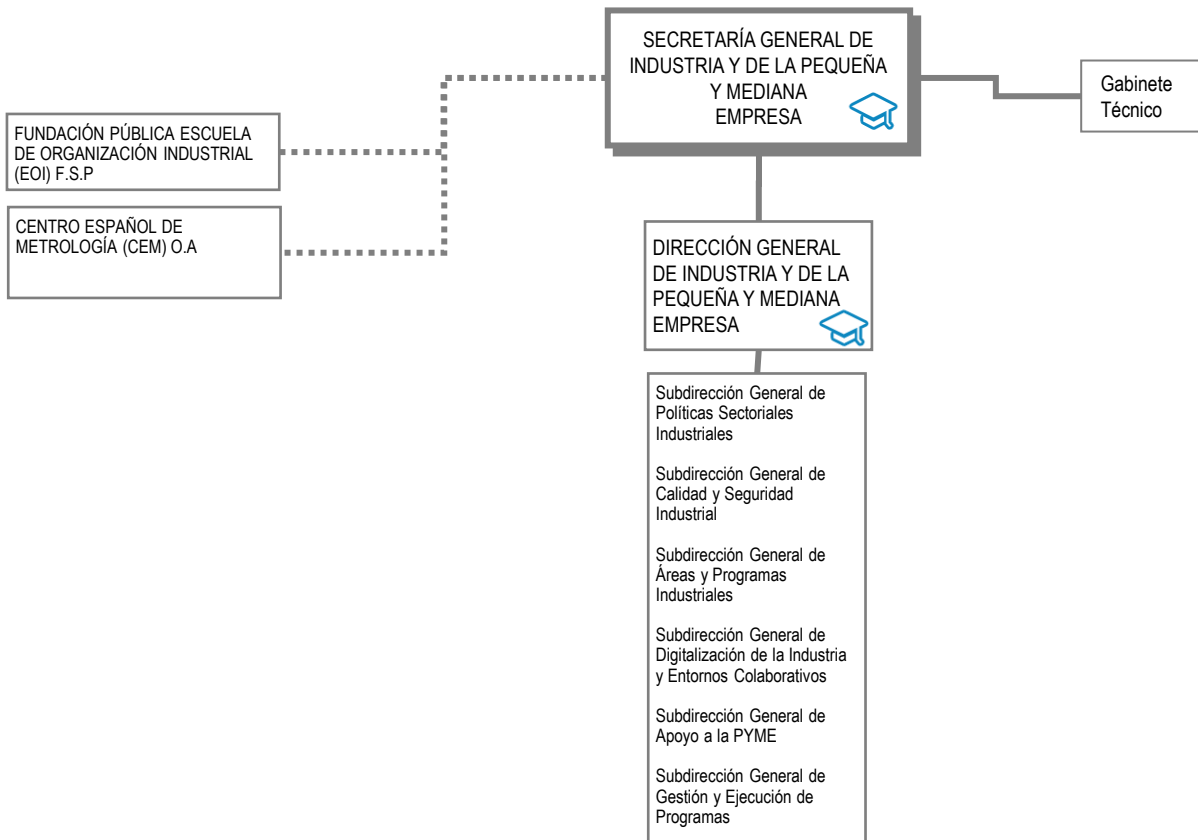 SECRETARÍA GENERAL DE
INDUSTRIA Y DE LA PEQUEÑA
Y MEDIANA
EMPRESA
Gabinete
Técnico
FUNDACIÓN PÚBLICA ESCUELA
DE ORGANIZACIÓN INDUSTRIAL
(EOI) F.S.P
CENTRO ESPAÑOL DE
METROLOGÍA (CEM) O.A
DIRECCIÓN GENERAL
DE INDUSTRIA Y DE LA
PEQUEÑA Y MEDIANA
EMPRESA
Subdirección General de
Políticas Sectoriales
Industriales
Subdirección General de
Calidad y Seguridad
Industrial
Subdirección General de
Áreas y Programas
Industriales
Subdirección General de
Digitalización de la Industria
y Entornos Colaborativos
Subdirección General de
Apoyo a la PYME
Subdirección General de
Gestión y Ejecución de
Programas